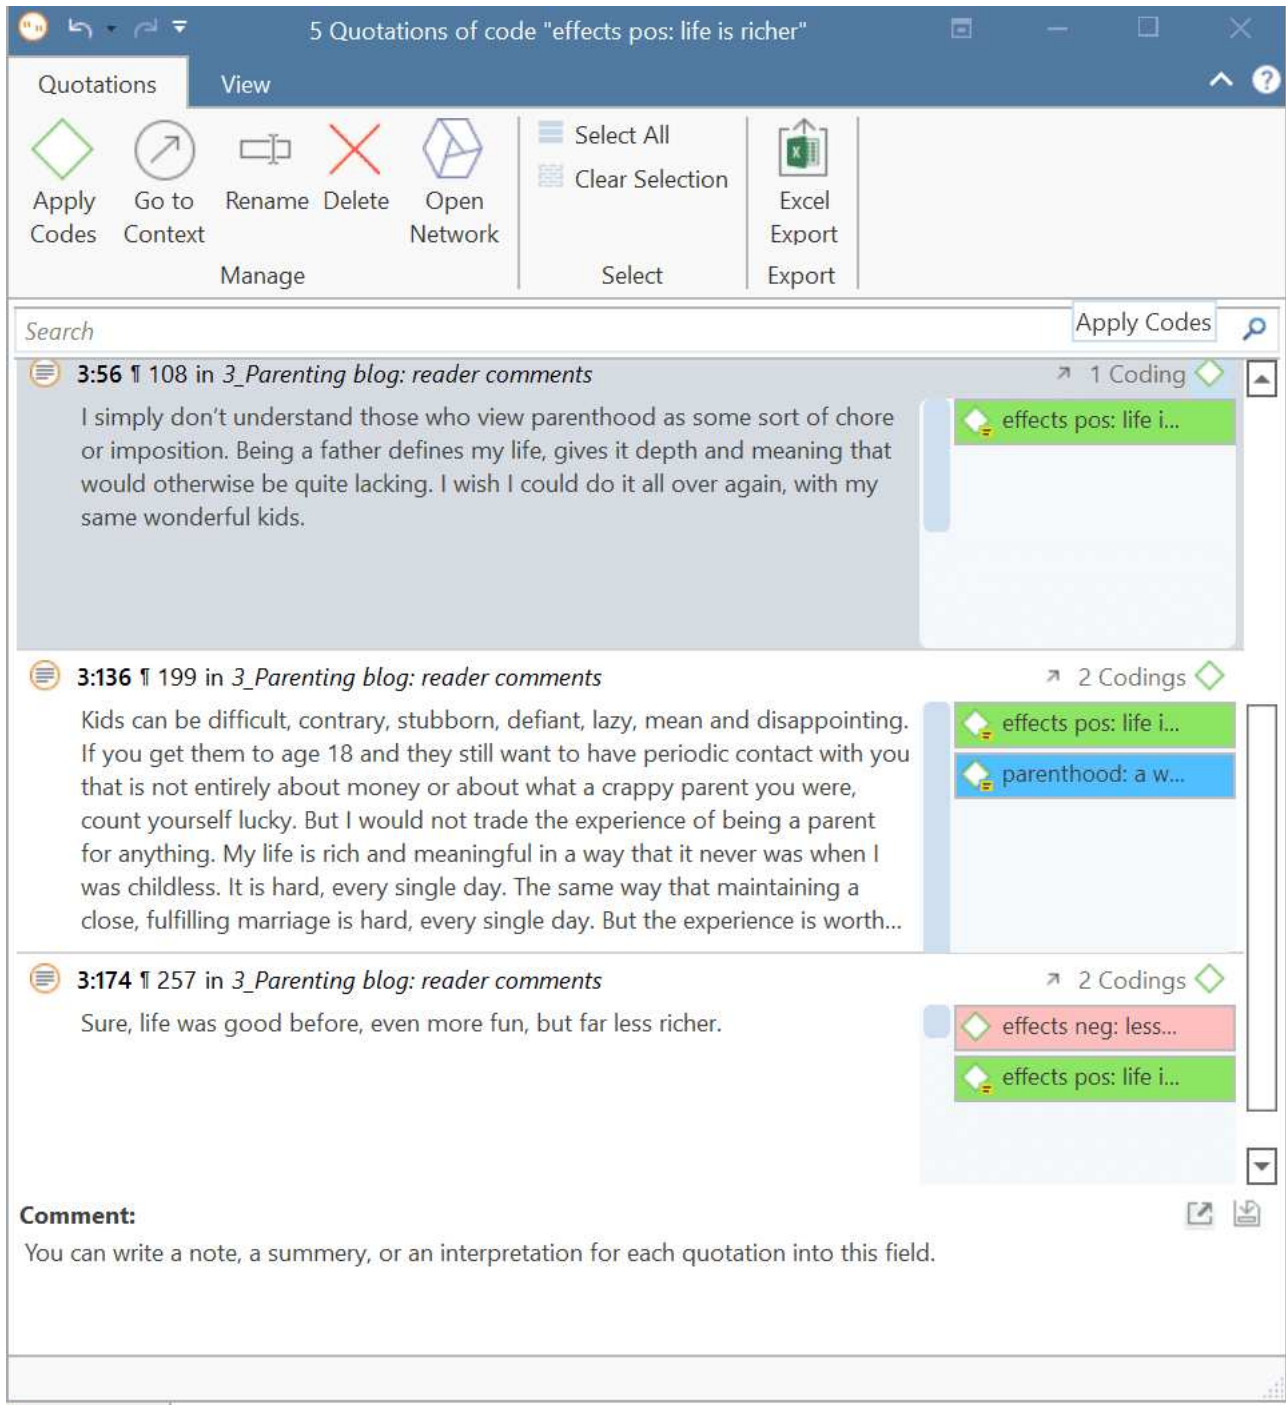 5 Quotations of code "effects pos: life is richer"
Quotations
View
Select All
Clear Selection
Apply
Codes
Go to
Context
Rename
Delete
Open
Network
Excel
Export
Manage
Select
Export
Search
Apply Codes
3:56 ¶ 108 in 3_Parenting blog: reader comments
1 Coding
I simply don't understand those who view parenthood as some sort of chore
or imposition. Being a father defines my life, gives it depth and meaning that
would otherwise be quite lacking. I wish I could do it all over again, with my
same wonderful kids.
effects pos: life i...
3:136 ¶ 199 in 3_Parenting blog: reader comments
2 Codings
Kids can be difficult, contrary, stubborn, defiant, lazy, mean and disappointing.
If you get them to age 18 and they still want to have periodic contact with you
that is not entirely about money or about what a crappy parent you were,
count yourself lucky. But I would not trade the experience of being a parent
for anything. My life is rich and meaningful in a way that it never was when I
was childless. It is hard, every single day. The same way that maintaining a
close, fulfilling marriage is hard, every single day. But the experience is worth...
effects pos: life i...
parenthood: a w...
3:174 ¶ 257 in 3_Parenting blog: reader comments
2 Codings
Sure, life was good before, even more fun, but far less richer.
effects neg: less...
effects pos: life i...
Comment:
You can write a note, a summery, or an interpretation for each quotation into this field.